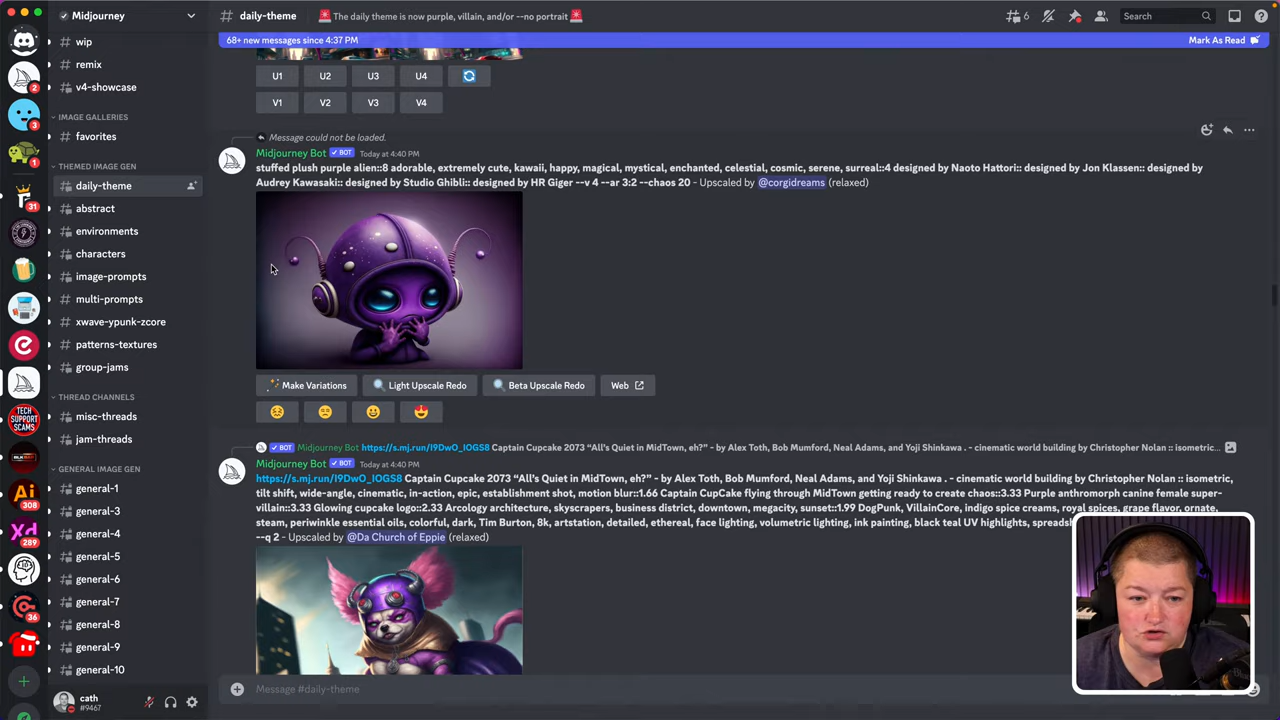 Midjourney
daily-theme
The daily theme is now purple, villain, and/or --no portrait
6
Search
68+ new messages since 4:37 PM
Mark As Read
wip
remix
v4-showcase
IMAGE GALLERIES
favorites
THEMED IMAGE GEN
daily-theme
abstract
environments
characters
image-prompts
multi-prompts
xwave-ypunk-zcore
patterns-textures
group-jams
THREAD CHANNELS
misc-threads
jam-threads
GENERAL IMAGE GEN
general-1
general-3
general-4
general-5
general-6
general-7
general-8
general-9
general-10
cath
#9467
2
3
1
31
TECH SUPPORT SCAMS
308
289
36
U1 U2 U3 U4
V1 V2 V3 V4
Message could not be loaded.
Midjourney Bot BOT Today at 4:40 PM
stuffed plush purple alien::8 adorable, extremely cute, kawaii, happy, magical, mystical, enchanted, celestial, cosmic, serene, surreal::4 designed by Naoto Hattori:: designed by Jon Klassen:: designed by
Audrey Kawasaki:: designed by Studio Ghibli:: designed by HR Giger --v 4 --ar 3:2 --chaos 20 - Upscaled by @corgidreams (relaxed)
Make Variations Light Upscale Redo Beta Upscale Redo Web
BOT Midjourney Bot https://s.mj.run/I9DwO_IOGS8 Captain Cupcake 2073 “All’s Quiet in MidTown, eh?” - by Alex Toth, Bob Mumford, Neal Adams, and Yoji Shinkawa . - cinematic world building by Christopher Nolan :: isometric...
Midjourney Bot BOT Today at 4:40 PM
https://s.mj.run/I9DwO_IOGS8 Captain Cupcake 2073 “All’s Quiet in MidTown, eh?” - by Alex Toth, Bob Mumford, Neal Adams, and Yoji Shinkawa . - cinematic world building by Christopher Nolan :: isometric,
tilt shift, wide-angle, cinematic, in-action, epic, establishment shot, motion blur::1.66 Captain CupCake flying through MidTown getting ready to create chaos::3.33 Purple anthromorph canine female super-
villain::3.33 Glowing cupcake logo::2.33 Arcology architecture, skyscrapers, business district, downtown, megacity, sunset::1.99 DogPunk, VillainCore, indigo spice creams, royal spices, grape flavor, ornate,
steam, periwinkle essential oils, colorful, dark, Tim Burton, 8k, artstation, detailed, ethereal, face lighting, volumetric lighting, ink painting, black teal UV highlights,
--q 2 - Upscaled by @Da Church of Eppie (relaxed)
Message #daily-theme